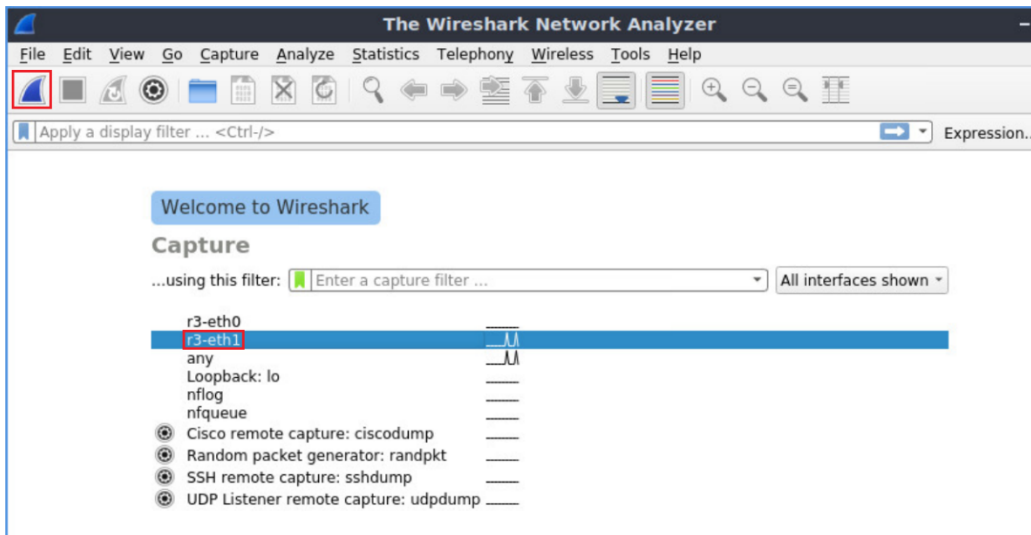 The Wireshark Network Analyzer
File Edit View Go Capture Analyze Statistics Telephony Wireless Tools Help
Apply a display filter ... <Ctrl-/> Expression..
Welcome to Wireshark
Capture
...using this filter: Enter a capture filter ... All interfaces shown
r3-eth0
r3-eth1
any
Loopback: lo
nflog
nfqueue
Cisco remote capture: ciscodump
Random packet generator: randpkt
SSH remote capture: sshdump
UDP Listener remote capture: udpdump